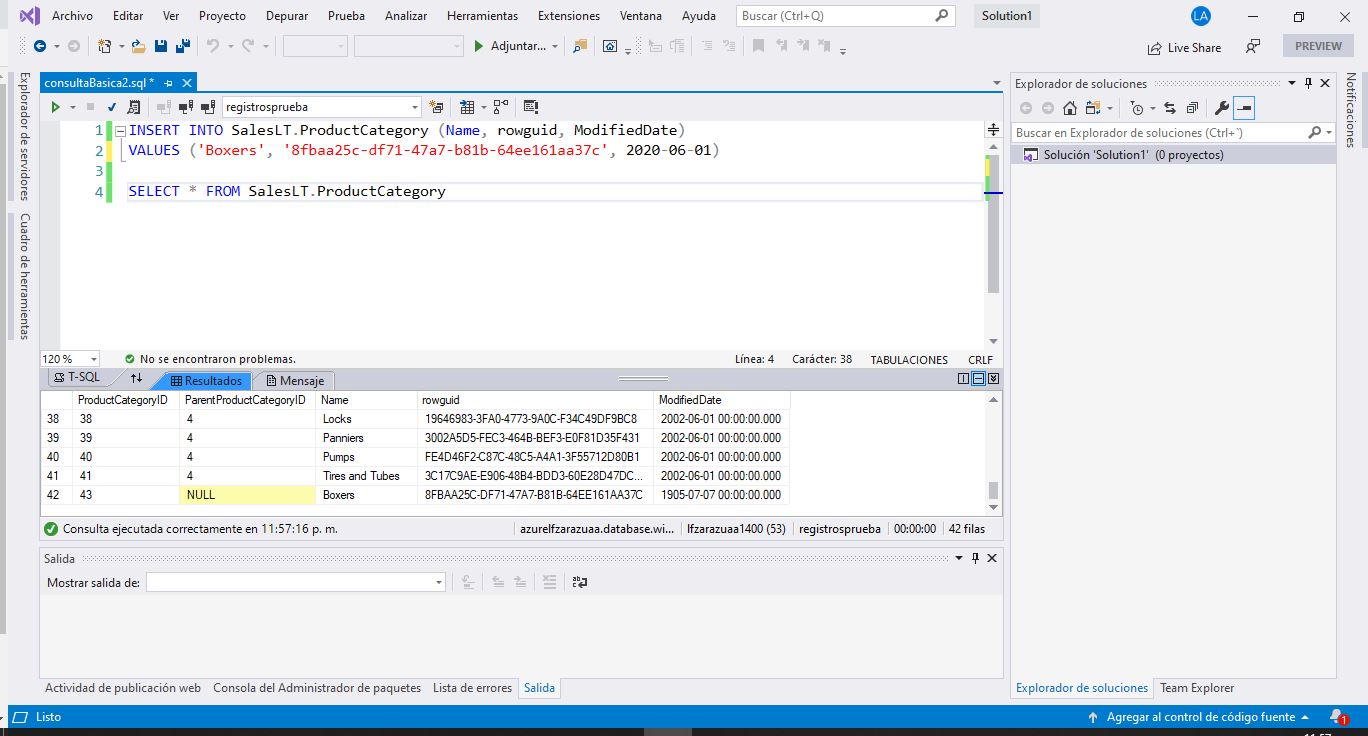 Archivo Editar Ver Proyecto Depurar Prueba Analizar Herramientas Extensiones Ventana Ayuda Buscar (Ctrl+Q) Solution1 LA
Adjuntar... Live Share PREVIEW
Explorador de servidores
Cuadro de herramientas
consultaBasica2.sql *
registrosprueba
1 INSERT INTO SalesLT.ProductCategory (Name, rowguid, ModifiedDate)
2 VALUES ('Boxers', '8fbaa25c-df71-47a7-b81b-64ee161aa37c', 2020-06-01)
3
4 SELECT * FROM SalesLT.ProductCategory
120 % No se encontraron problemas. Línea: 4 Carácter: 38 TABULACIONES CRLF
T-SQL Resultados Mensaje
ProductCategoryID ParentProductCategoryID Name rowguid ModifiedDate
38 38 4 Locks 19646983-3FA0-4773-9A0C-F34C49DF9BC8 2002-06-01 00:00:00.000
39 39 4 Panniers 3002A5D5-FEC3-464B-BEF3-E0F81D35F431 2002-06-01 00:00:00.000
40 40 4 Pumps FE4D46F2-C87C-48C5-A4A1-3F55712D80B1 2002-06-01 00:00:00.000
41 41 4 Tires and Tubes 3C17C9AE-E906-48B4-BDD3-60E28D47DC... 2002-06-01 00:00:00.000
42 43 NULL Boxers 8FBAA25C-DF71-47A7-B81B-64EE161AA37C 1905-07-07 00:00:00.000
Consulta ejecutada correctamente en 11:57:16 p. m. azurelfzarazuaa.database.wi... lfzarazuaa1400 (53) registrosprueba 00:00:00 42 filas
Salida
Mostrar salida de:
Actividad de publicación web Consola del Administrador de paquetes Lista de errores Salida
Explorador de soluciones
Buscar en Explorador de soluciones (Ctrl+`)
Solución 'Solution1' (0 proyectos)
Explorador de soluciones Team Explorer
Notificaciones
Listo Agregar al control de código fuente 1